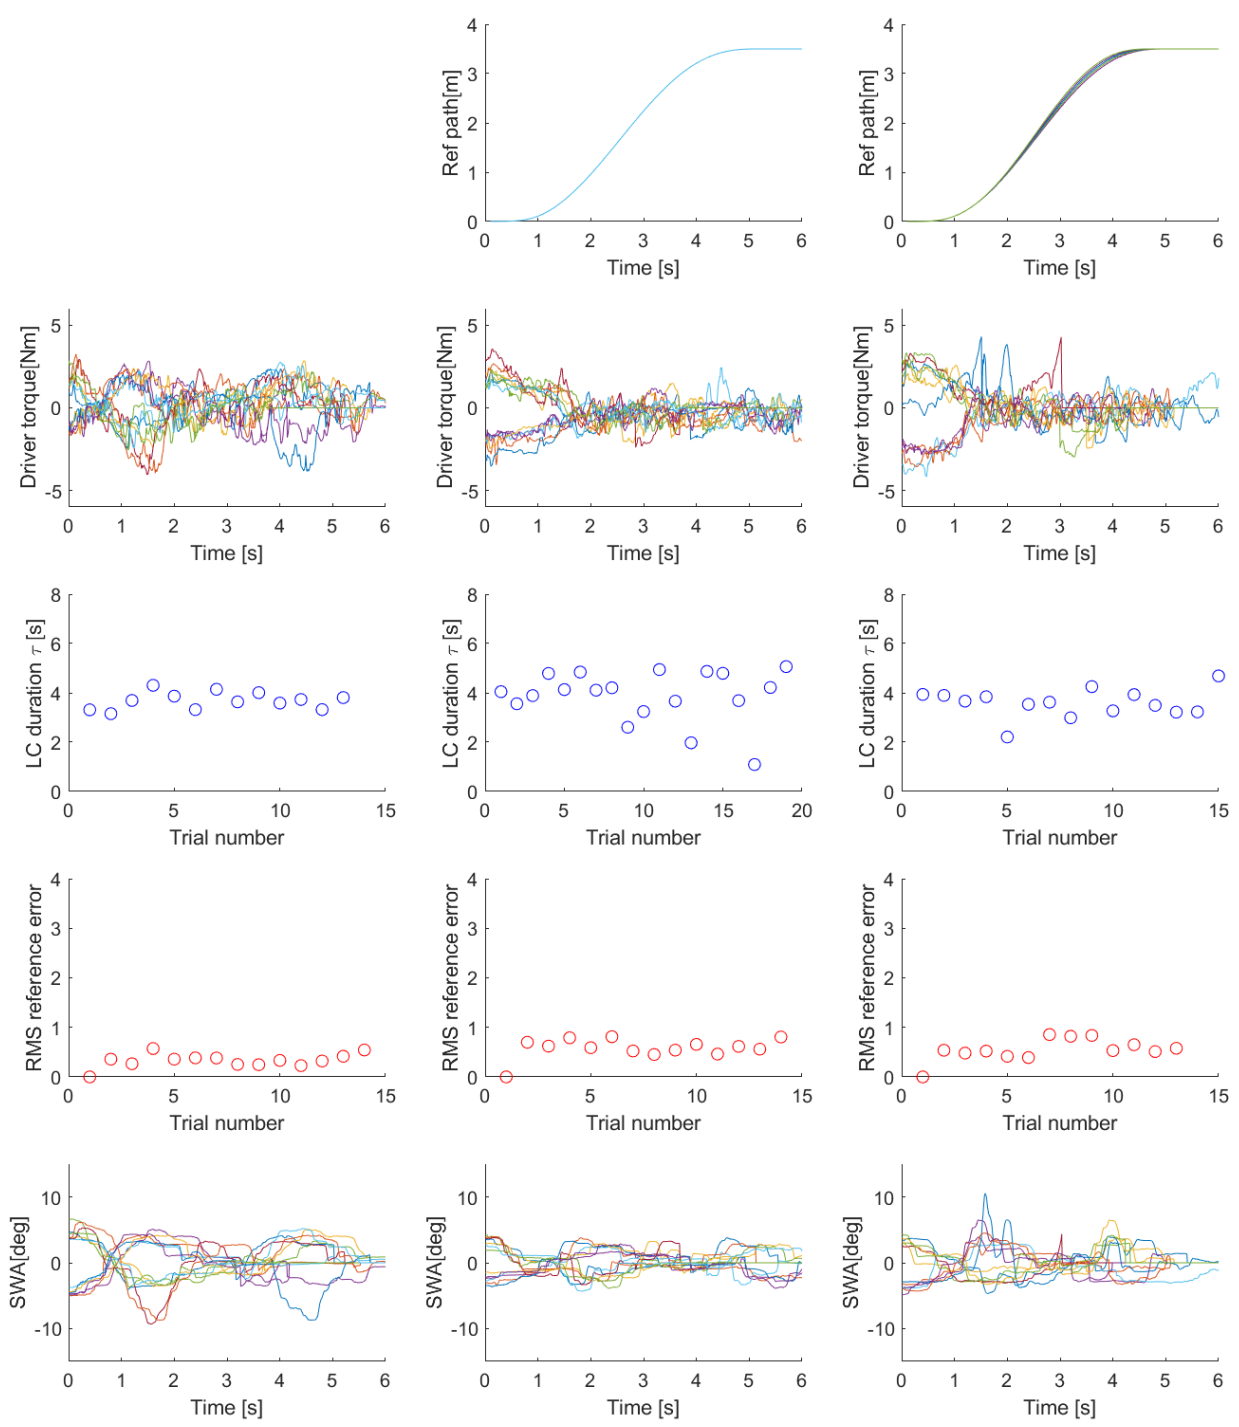 4
3
2
1
0
Ref path[m]
0 1 2 3 4 5 6
Time [s]
4
3
2
1
0
Ref path[m]
0 1 2 3 4 5 6
Time [s]
5
0
-5
Driver torque[Nm]
0 1 2 3 4 5 6
Time [s]
5
0
-5
Driver torque[Nm]
0 1 2 3 4 5 6
Time [s]
5
0
-5
Driver torque[Nm]
0 1 2 3 4 5 6
Time [s]
8
6
4
2
0
LC duration τ [s]
0 5 10 15
Trial number
8
6
4
2
0
LC duration τ [s]
0 5 10 15 20
Trial number
8
6
4
2
0
LC duration τ [s]
0 5 10 15
Trial number
4
3
2
1
0
RMS reference error
0 5 10 15
Trial number
4
3
2
1
0
RMS reference error
0 5 10 15
Trial number
4
3
2
1
0
RMS reference error
0 5 10 15
Trial number
10
0
-10
SWA[deg]
0 1 2 3 4 5 6
Time [s]
10
0
-10
SWA[deg]
0 1 2 3 4 5 6
Time [s]
10
0
-10
SWA[deg]
0 1 2 3 4 5 6
Time [s]